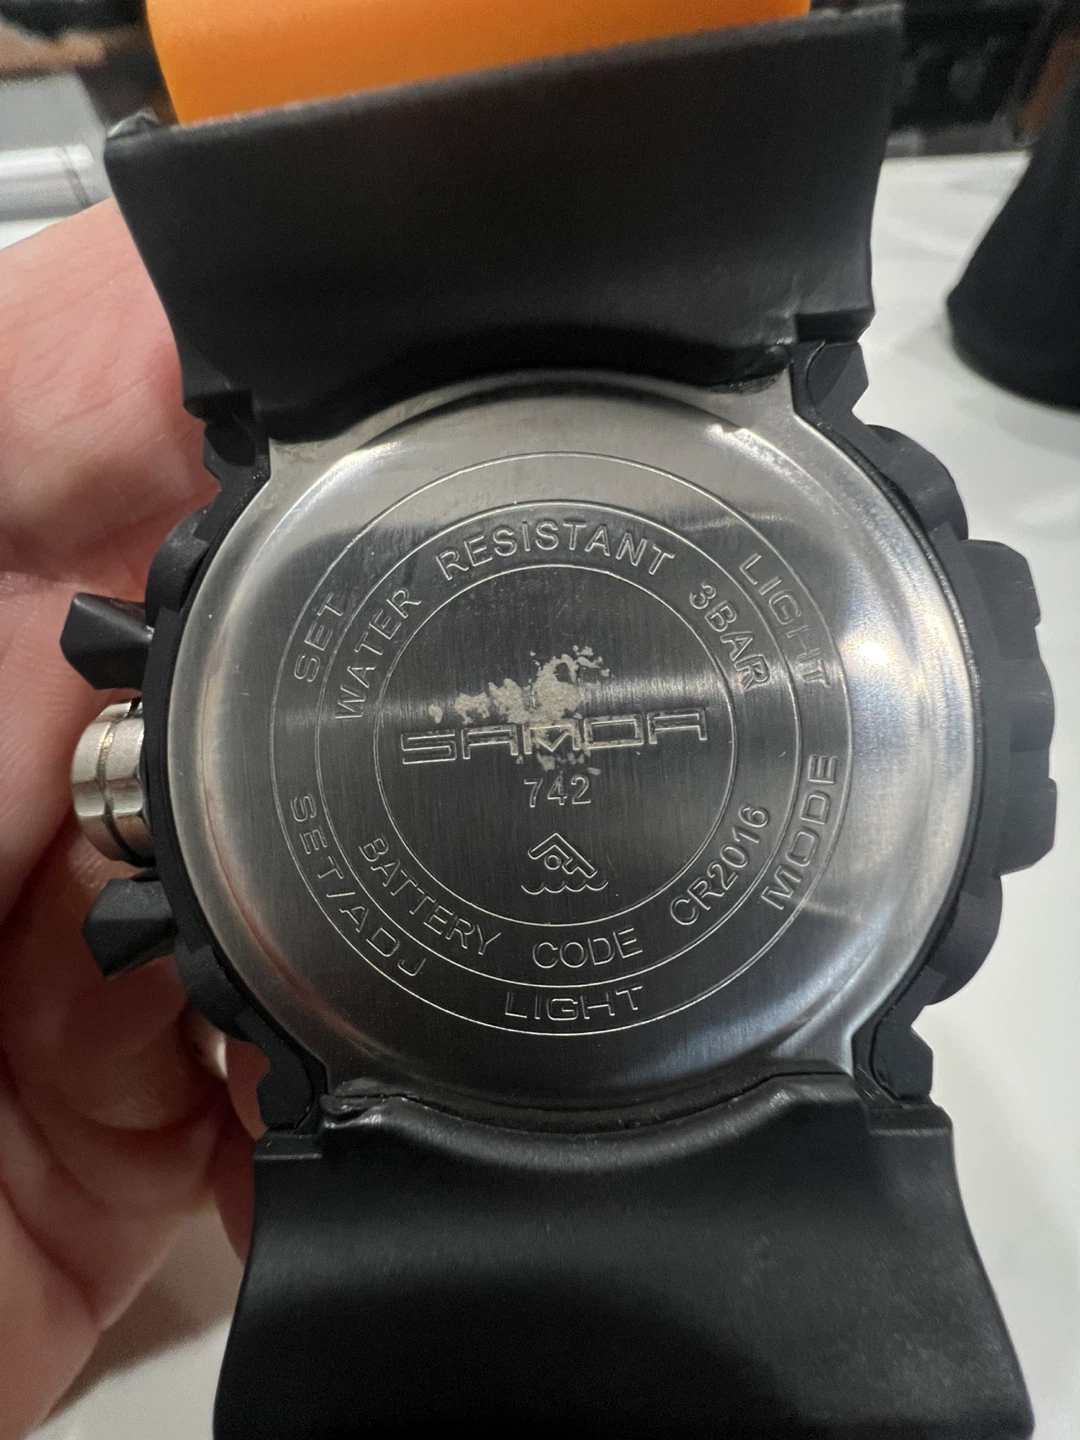 SET
LIGHT
WATER RESISTANT 3BAR
SANDA
742
BATTERY CODE CR2016
SET/ADJ
LIGHT
MODE